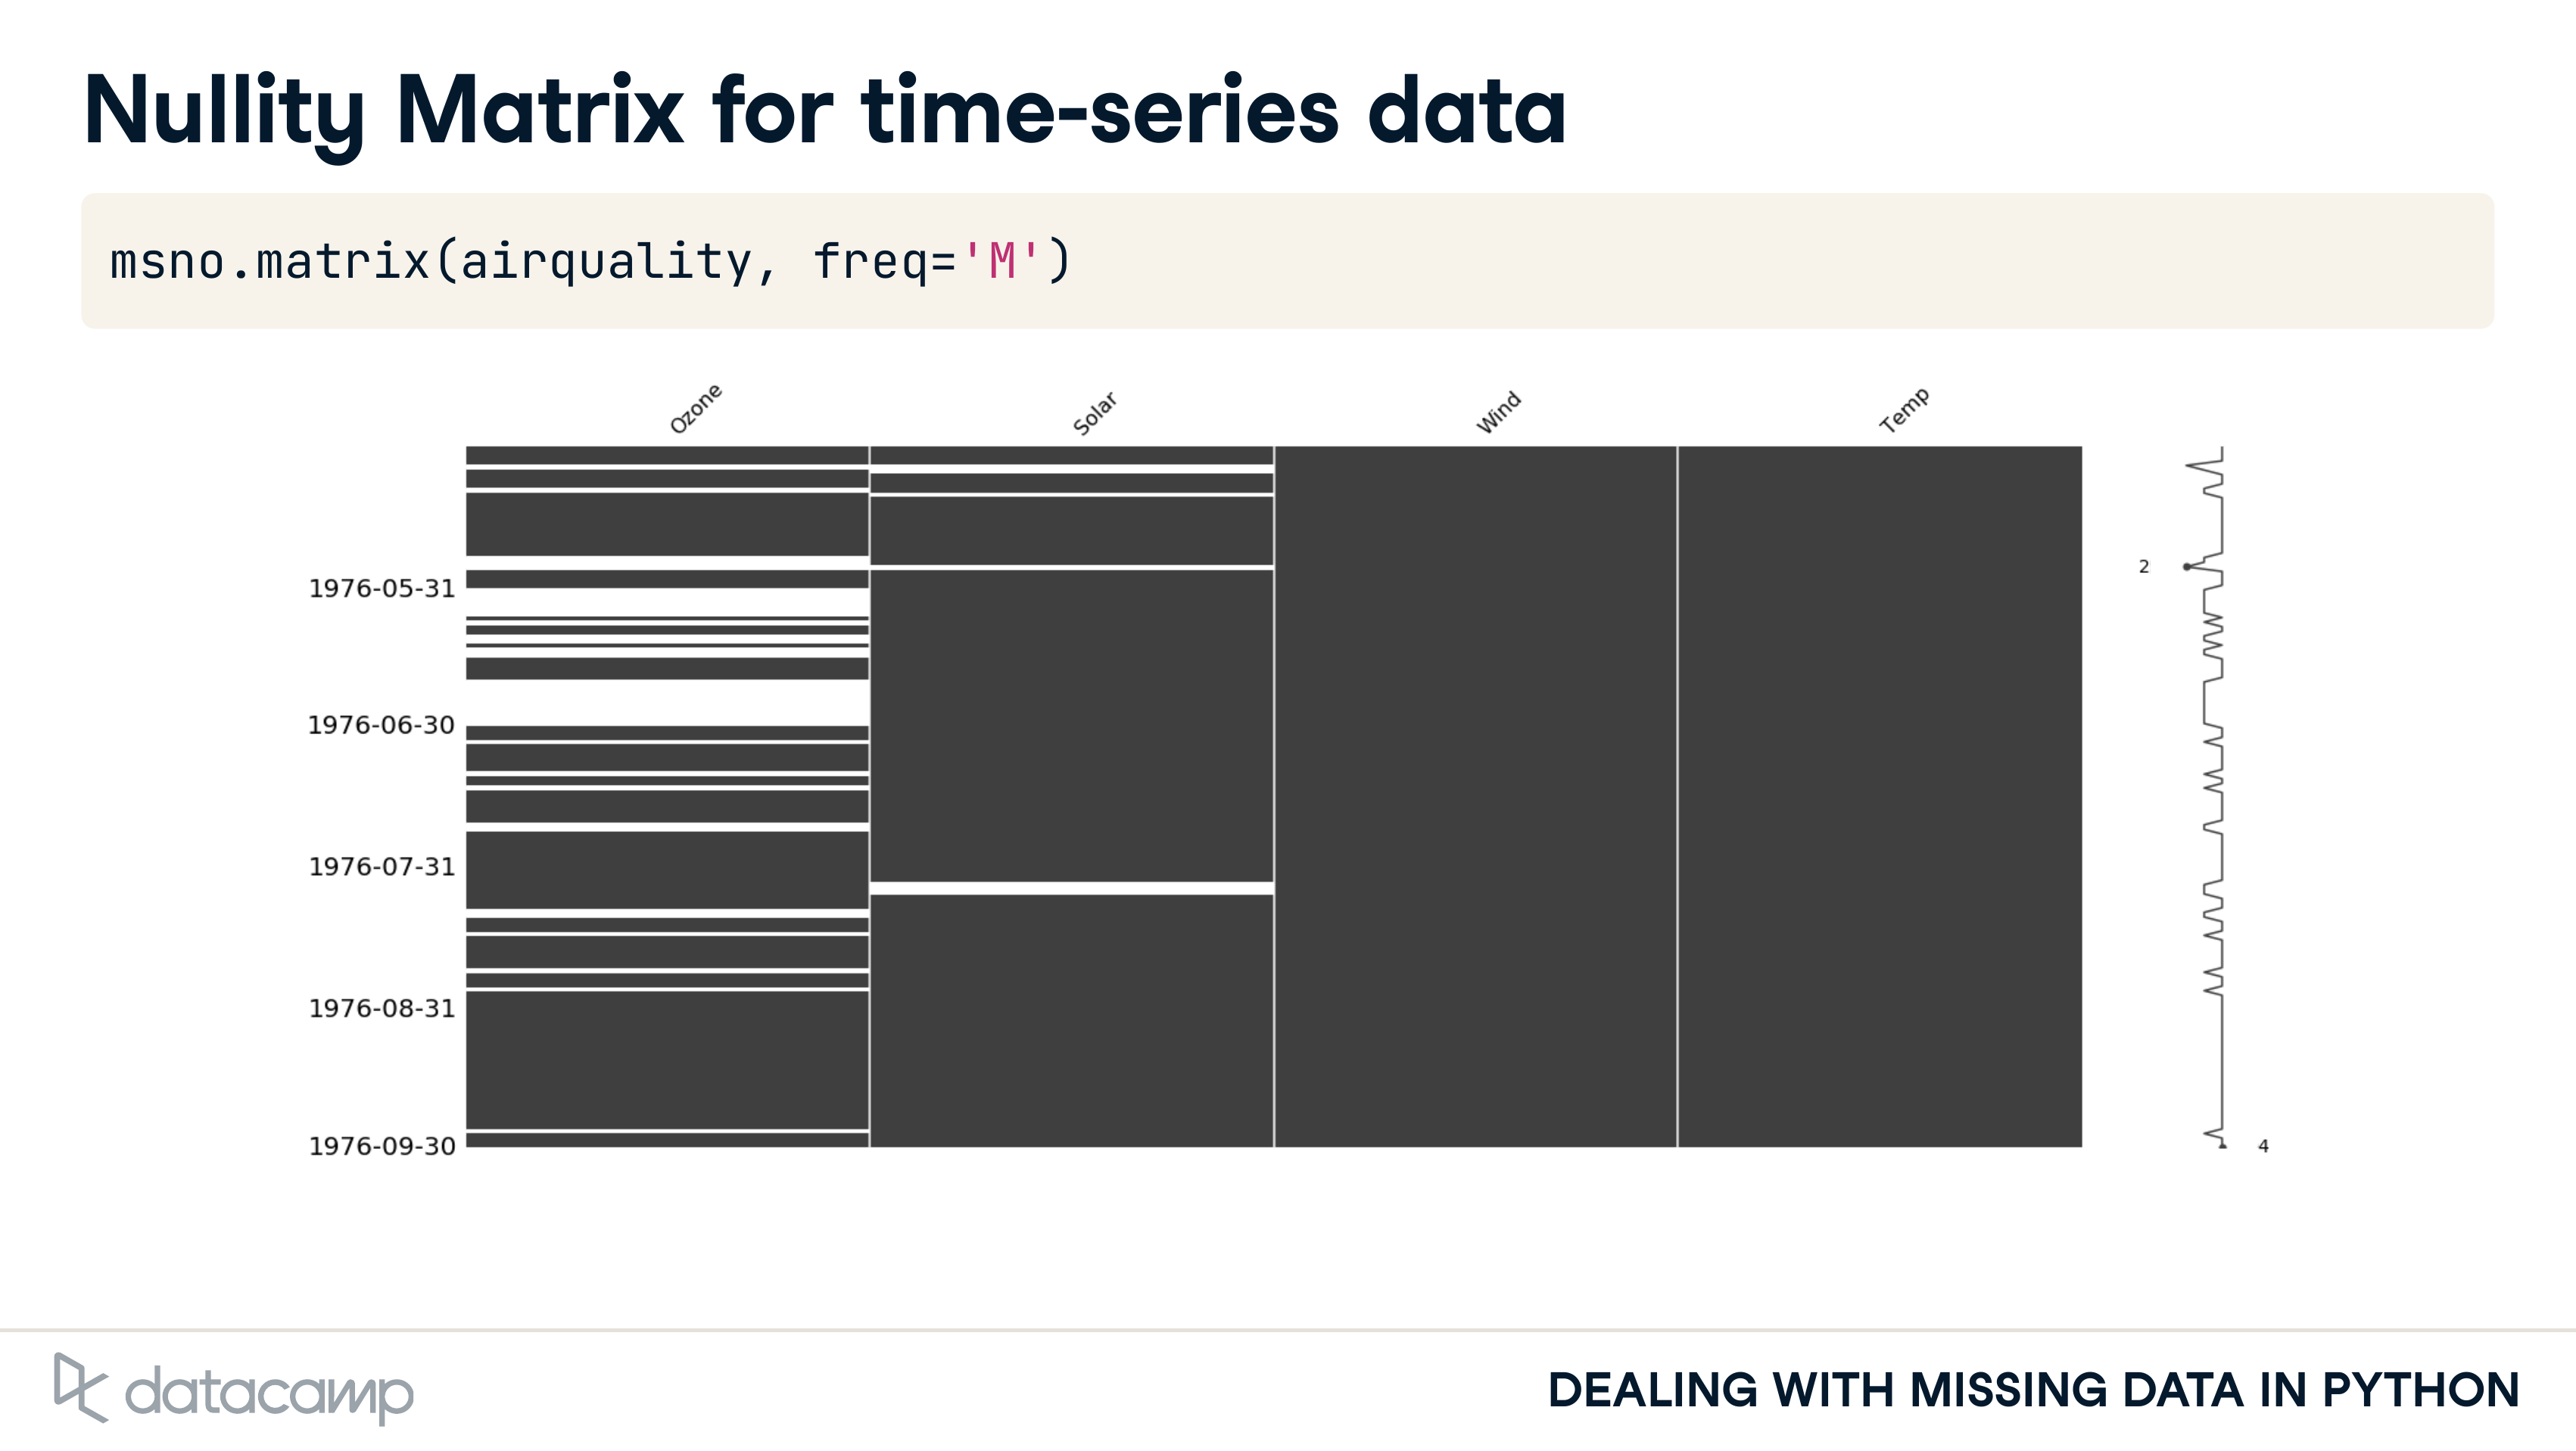 Nullity Matrix for time-series data
msno.matrix(airquality, freq='M')
Ozone Solar Wind Temp
1976-05-31
2
1976-06-30
1976-07-31
1976-08-31
1976-09-30
4
datacamp
DEALING WITH MISSING DATA IN PYTHON